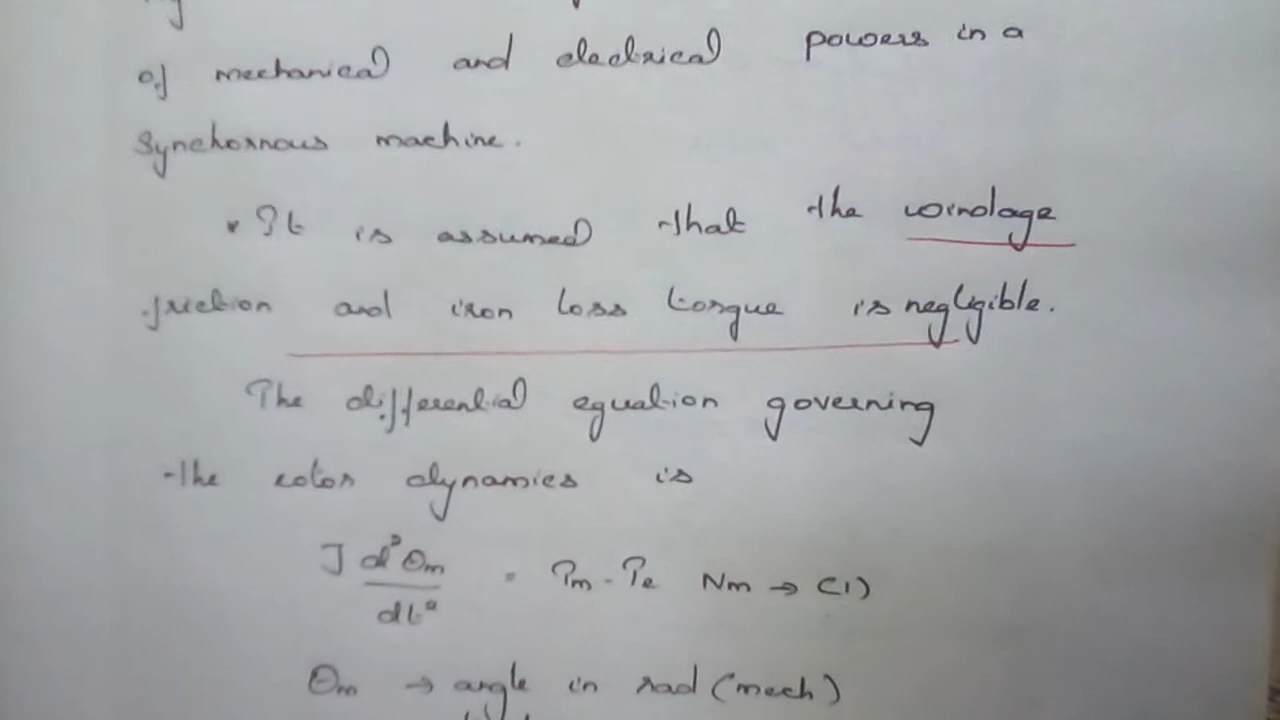 of mechanical and electrical powers in a
Synchornous machine.
• It is assumed that the windage
friction and iron loss torque is negligible.
The differential equation governing
the rotor dynamics is
J d²θm/dt² = Tm - Te Nm → (1)
θm → angle in rad (mech)